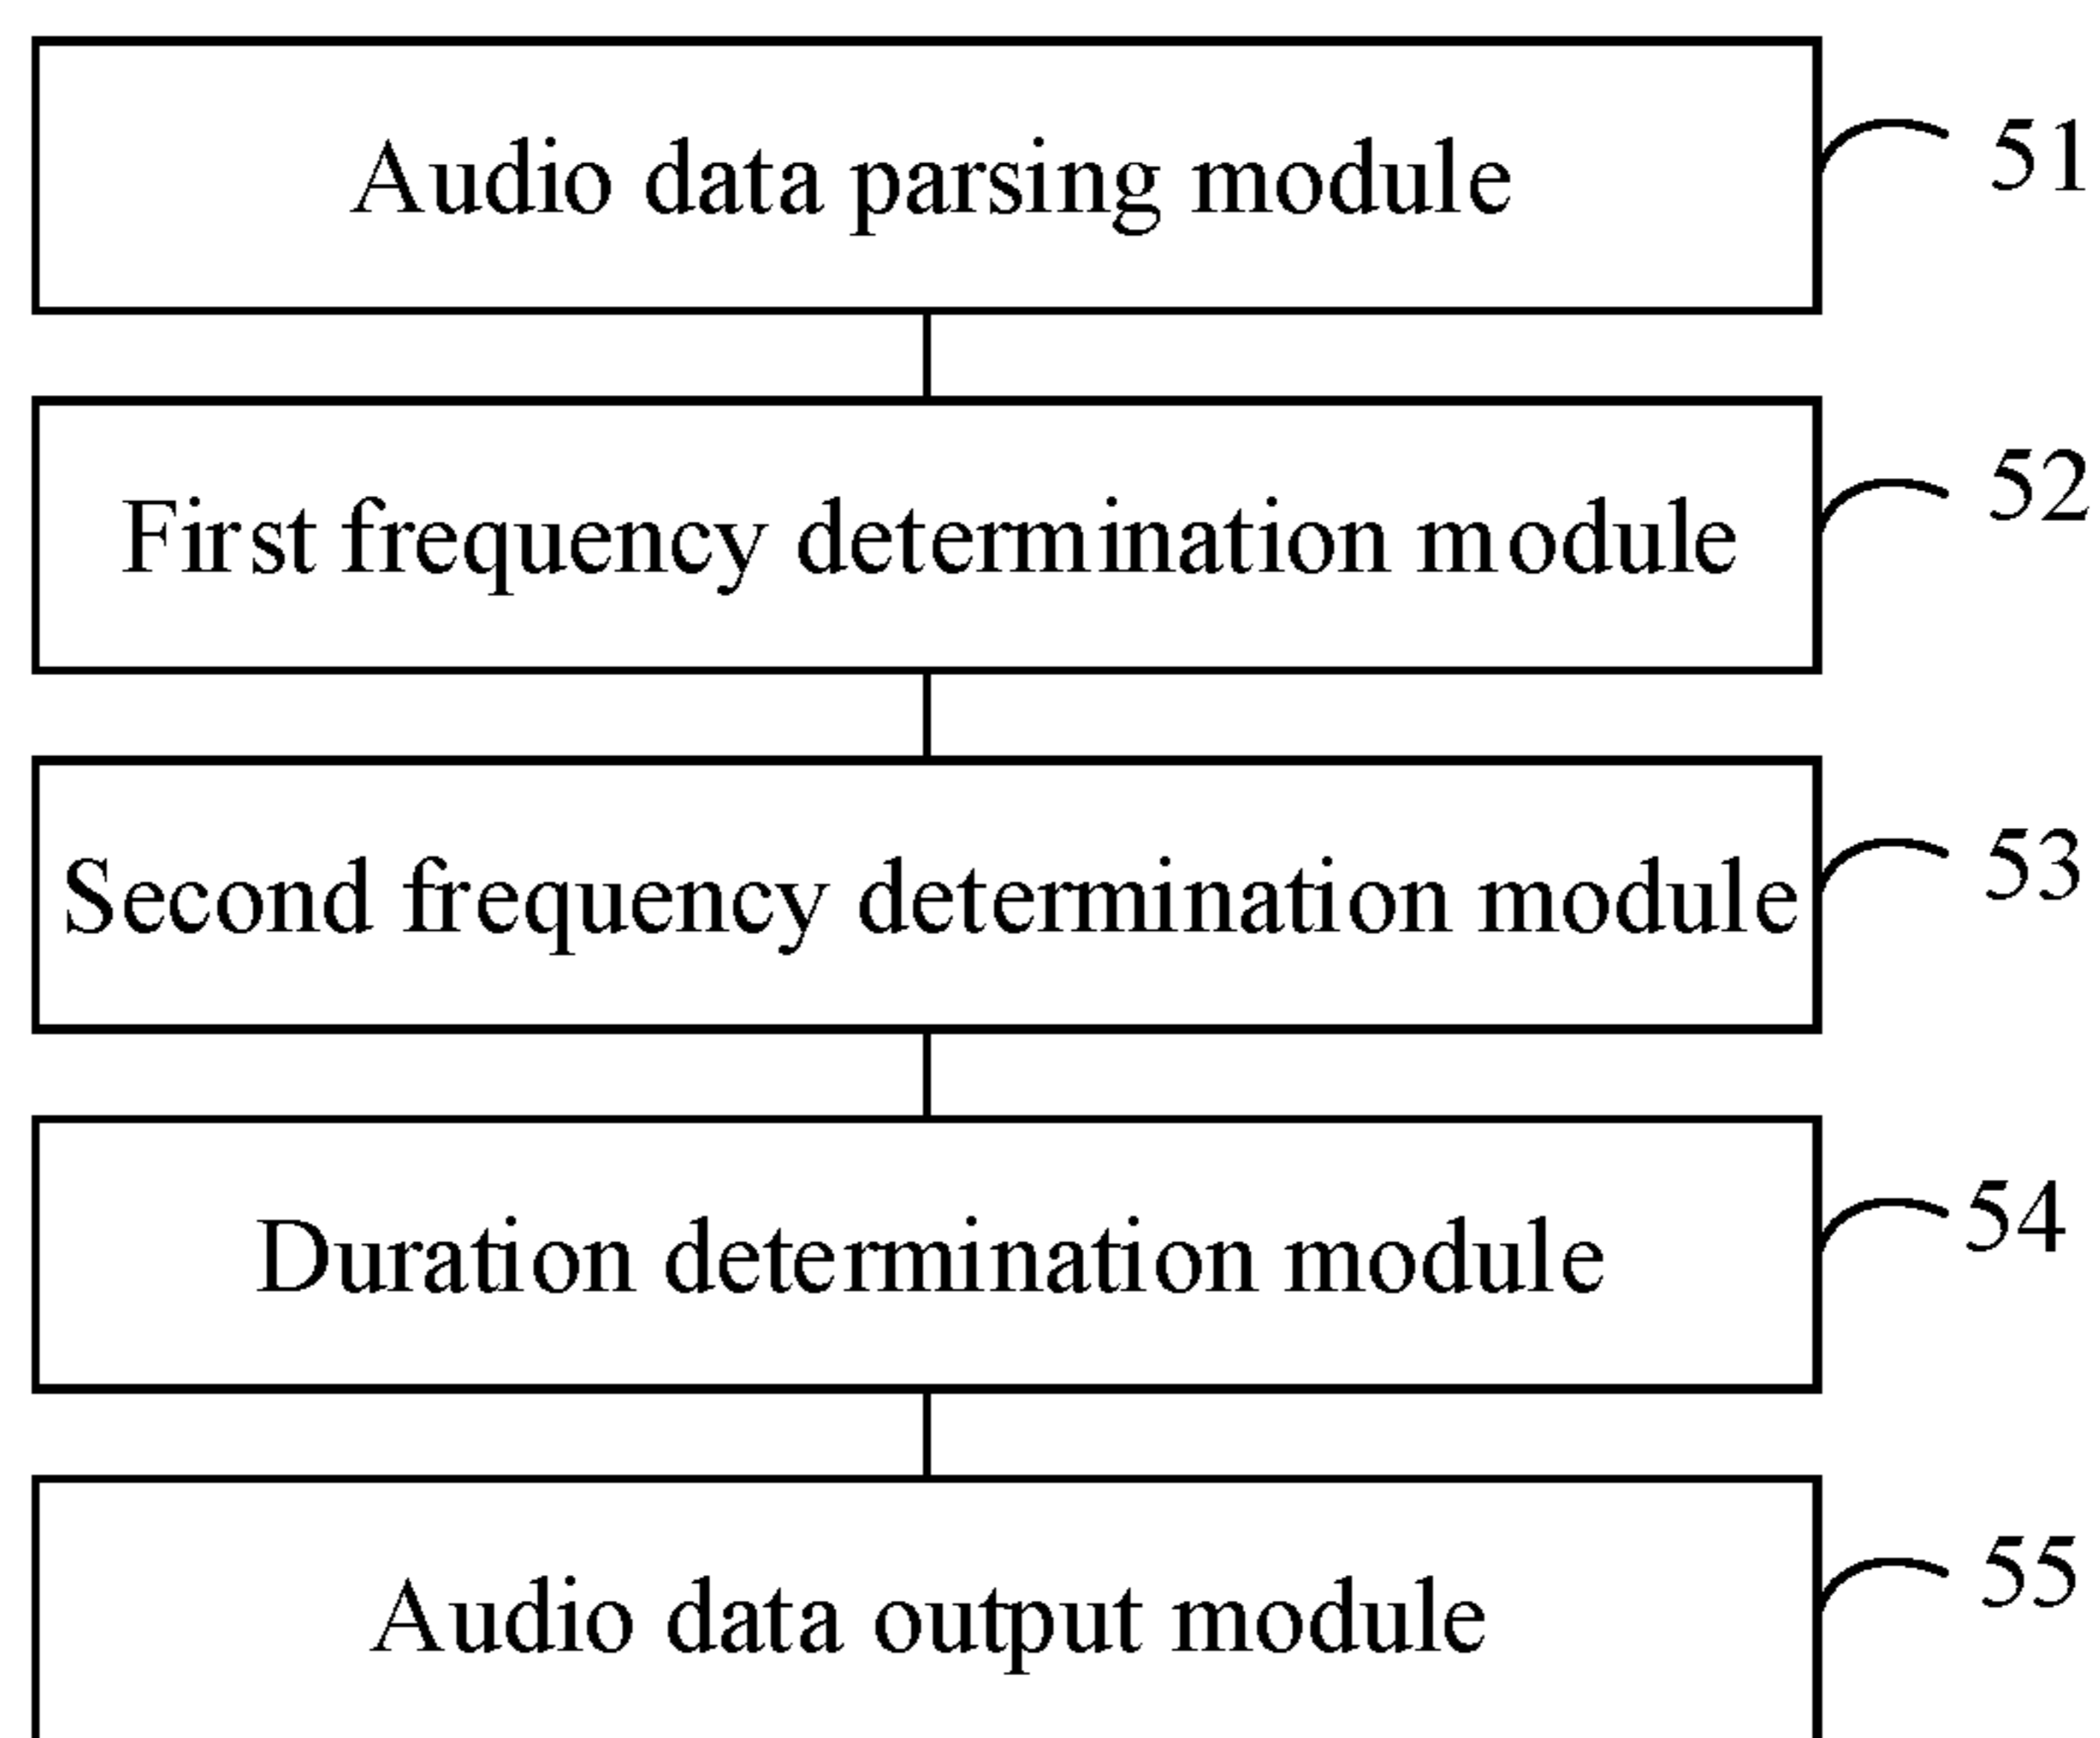 Audio data parsing module 51
First frequency determination module 52
Second frequency determination module 53
Duration determination module 54
Audio data output module 55